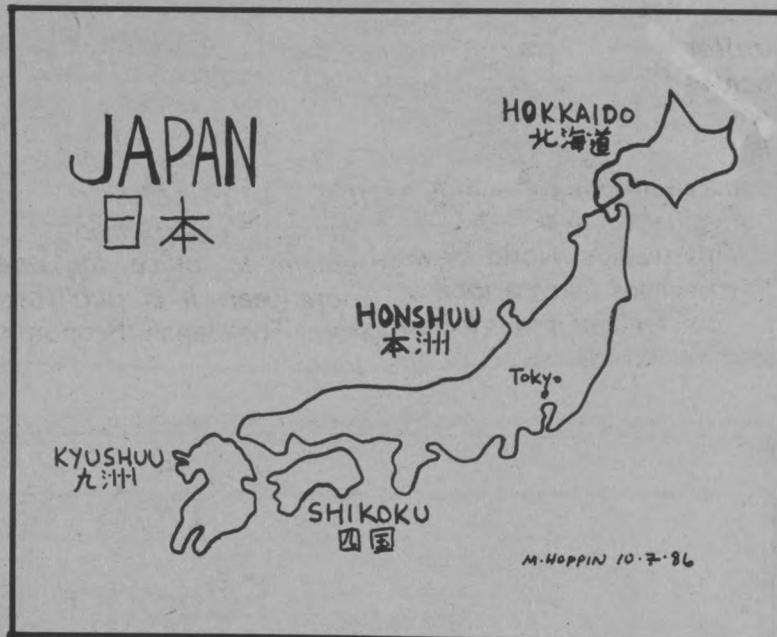 JAPAN
日本
HOKKAIDO
北海道
HONSHUU
本洲
Tokyo
KYUSHUU
九洲
SHIKOKU
四国
M. HOPPIN 10·7·86